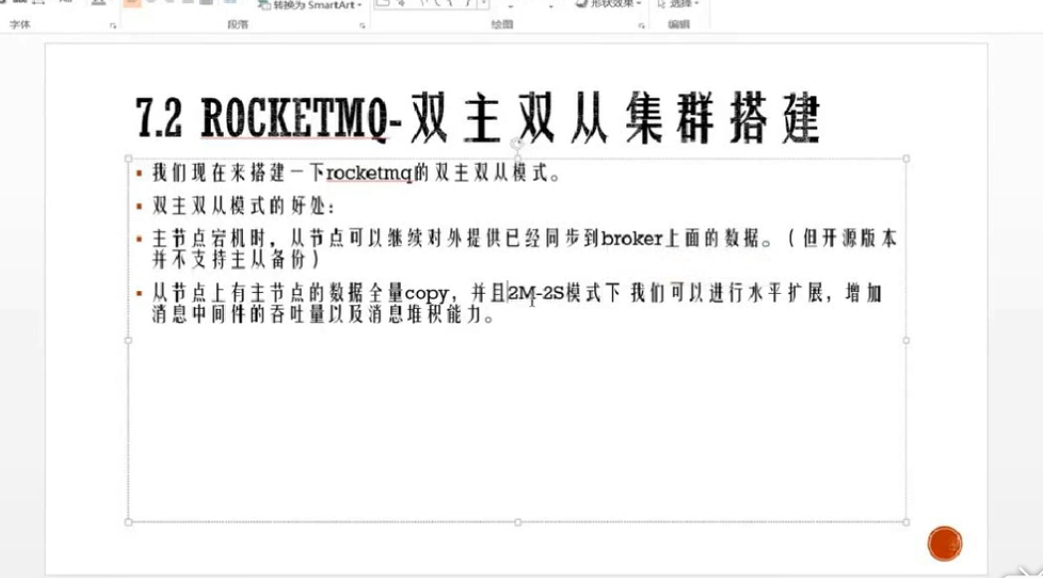 转换为 SmartArt
形状效果
选择
字体
段落
绘图
编辑
7.2 ROCKETMQ-双主双从集群搭建
我们现在来搭建一下rocketmq的双主双从模式。
双主双从模式的好处：
主节点宕机时，从节点可以继续对外提供已经同步到broker上面的数据。（但开源版本
并不支持主从备份）
从节点上有主节点的数据全量copy，并且2M-2S模式下 我们可以进行水平扩展，增加
消息中间件的吞吐量以及消息堆积能力。